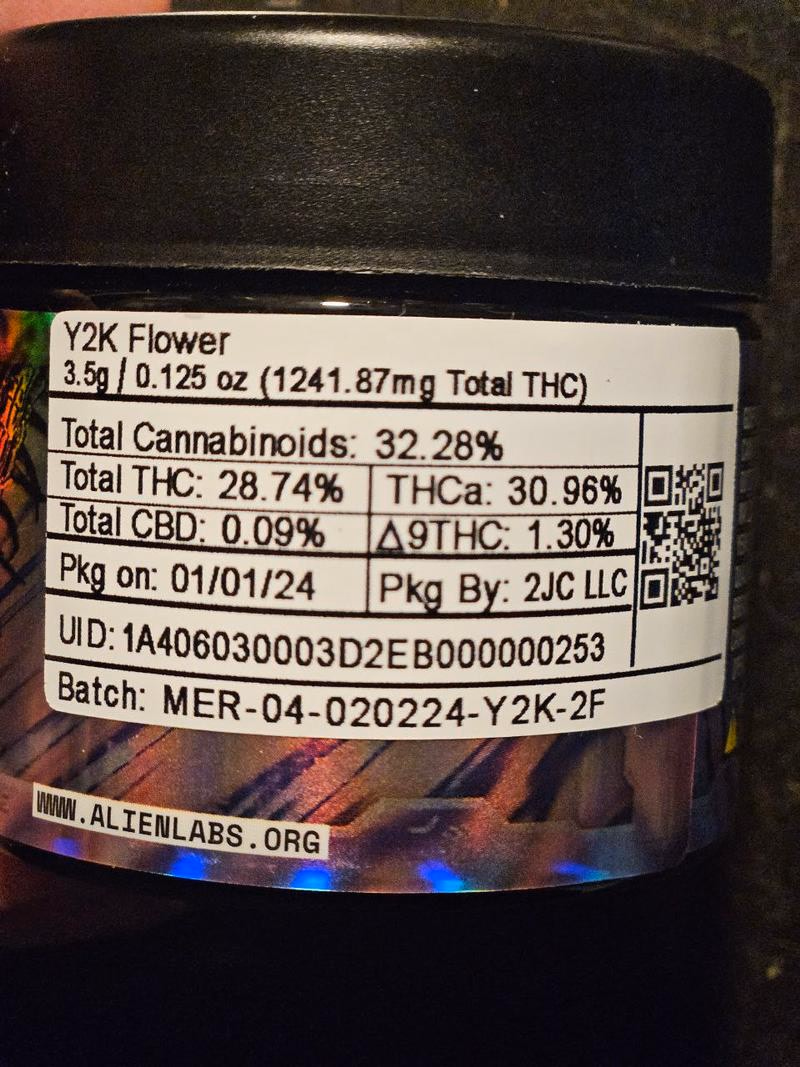 Y2K Flower
3.5g / 0.125 oz (1241.87mg Total THC)
Total Cannabinoids: 32.28%
Total THC: 28.74% THCa: 30.96%
Total CBD: 0.09% Δ9THC: 1.30%
Pkg on: 01/01/24 Pkg By: 2JC LLC
UID: 1A406030003D2EB000000253
Batch: MER-04-020224-Y2K-2F
WWW.ALIENLABS.ORG